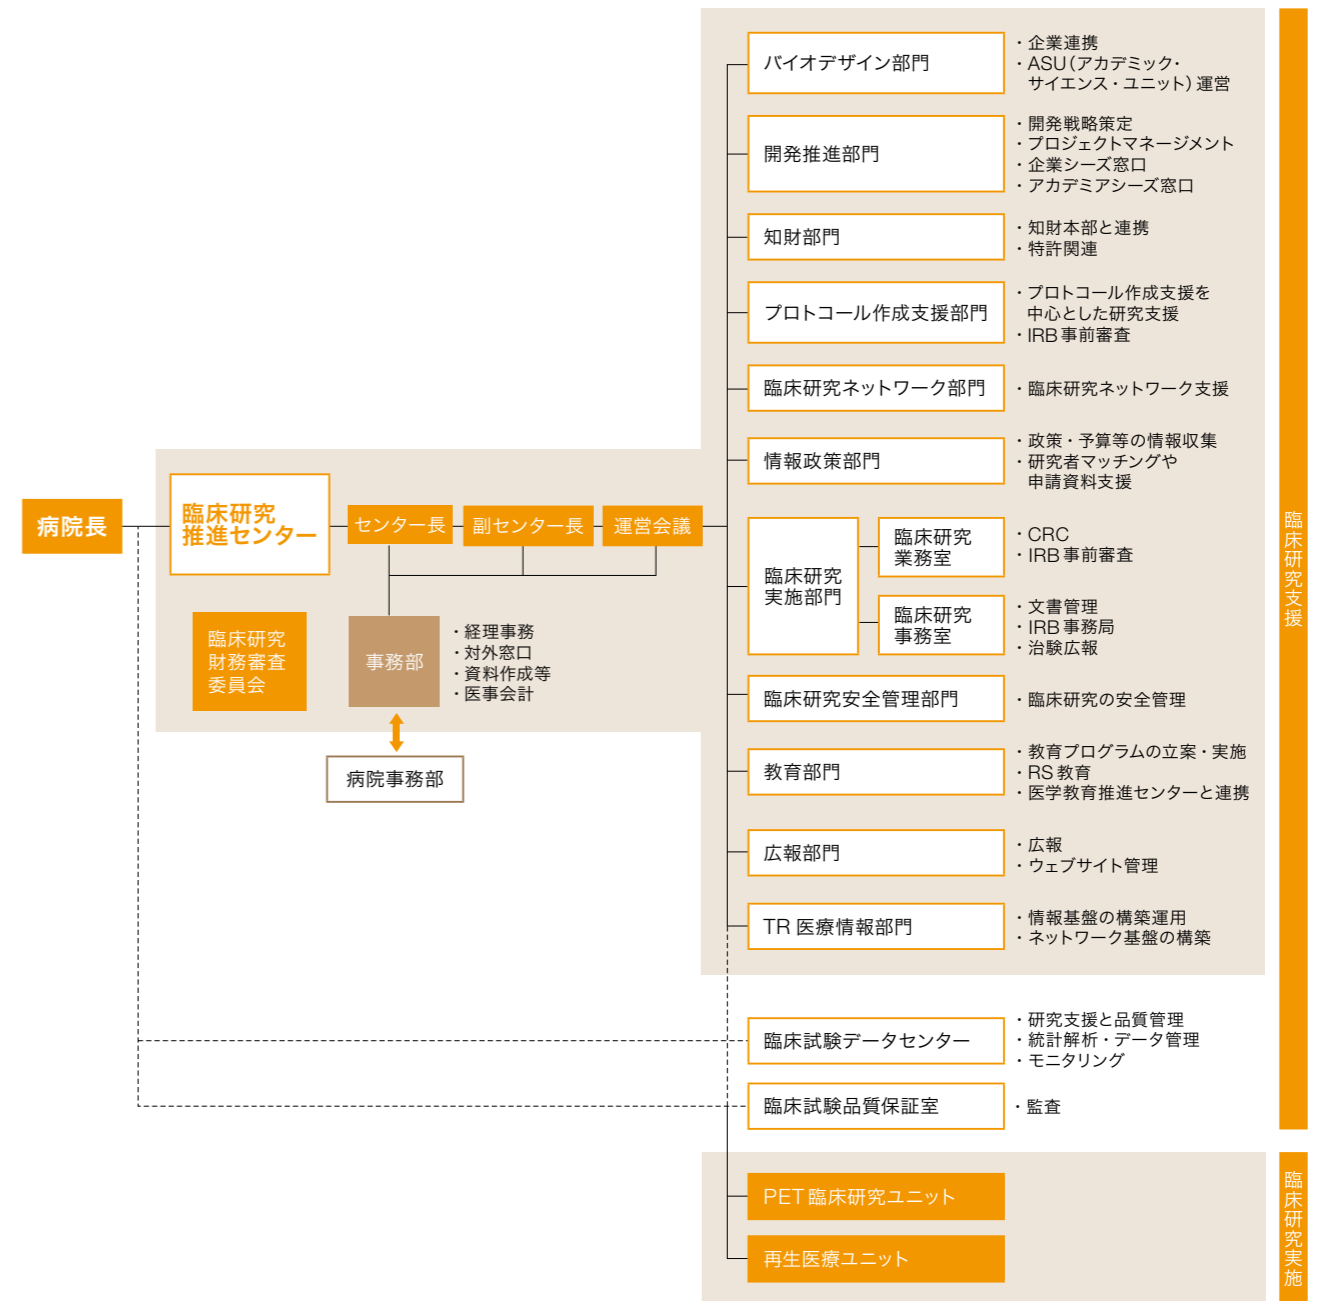 バイオデザイン部門
・企業連携
・ASU（アカデミック・
サイエンス・ユニット）運営
開発推進部門
・開発戦略策定
・プロジェクトマネージメント
・企業シーズ窓口
・アカデミアシーズ窓口
知財部門
・知財本部と連携
・特許関連
プロトコール作成支援部門
・プロトコール作成支援を
中心とした研究支援
・IRB事前審査
臨床研究ネットワーク部門
・臨床研究ネットワーク支援
情報政策部門
・政策・予算等の情報収集
・研究者マッチングや
申請資料支援
病院長
臨床研究
推進センター
センター長
副センター長
運営会議
臨床研究
実施部門
臨床研究
業務室
・CRC
・IRB事前審査
臨床研究
事務室
・文書管理
・IRB事務局
・治験広報
臨床研究
財務審査
委員会
事務部
・経理事務
・対外窓口
・資料作成等
・医事会計
病院事務部
臨床研究安全管理部門
・臨床研究の安全管理
教育部門
・教育プログラムの立案・実施
・RS教育
・医学教育推進センターと連携
広報部門
・広報
・ウェブサイト管理
TR医療情報部門
・情報基盤の構築運用
・ネットワーク基盤の構築
臨床試験データセンター
・研究支援と品質管理
・統計解析・データ管理
・モニタリング
臨床試験品質保証室
・監査
臨床研究支援
PET臨床研究ユニット
再生医療ユニット
臨床研究実施